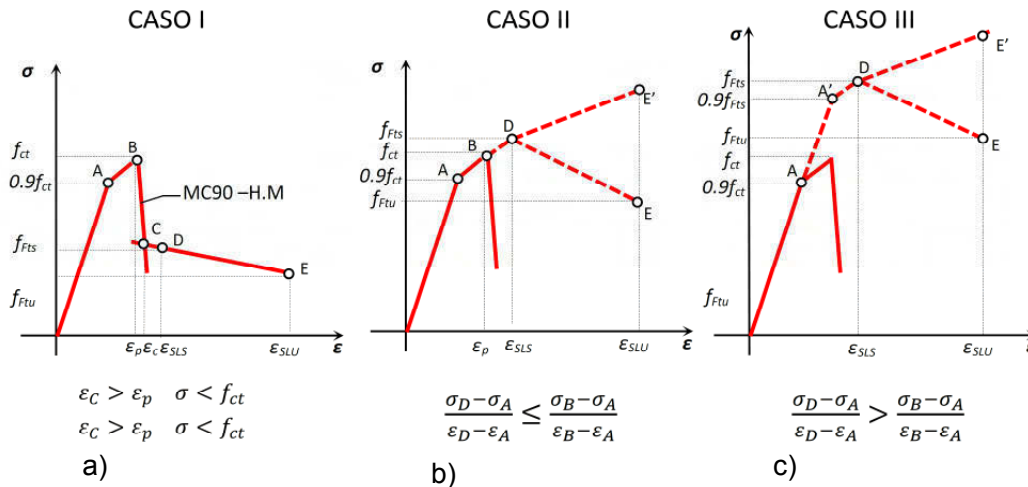 CASO I
σ
f_ct
0.9f_ct
f_Fts
f_Ftu
A
B
MC90 –H.M
C
D
E
ε_p ε_c ε_SLS
ε_SLU
ε
ε_C > ε_p σ < f_ct
ε_C > ε_p σ < f_ct
a)
CASO II
σ
f_Fts
f_ct
0.9f_ct
f_Ftu
A
B
D
E'
E
ε_p
ε_SLS
ε_SLU
ε
(σ_D−σ_A)/(ε_D−ε_A) ≤ (σ_B−σ_A)/(ε_B−ε_A)
b)
CASO III
σ
f_Fts
0.9f_Fts
f_Ftu
f_ct
0.9f_ct
f_Ftu
A
A'
D
E'
E
ε_SLS
ε_SLU
(σ_D−σ_A)/(ε_D−ε_A) > (σ_B−σ_A)/(ε_B−ε_A)
c)